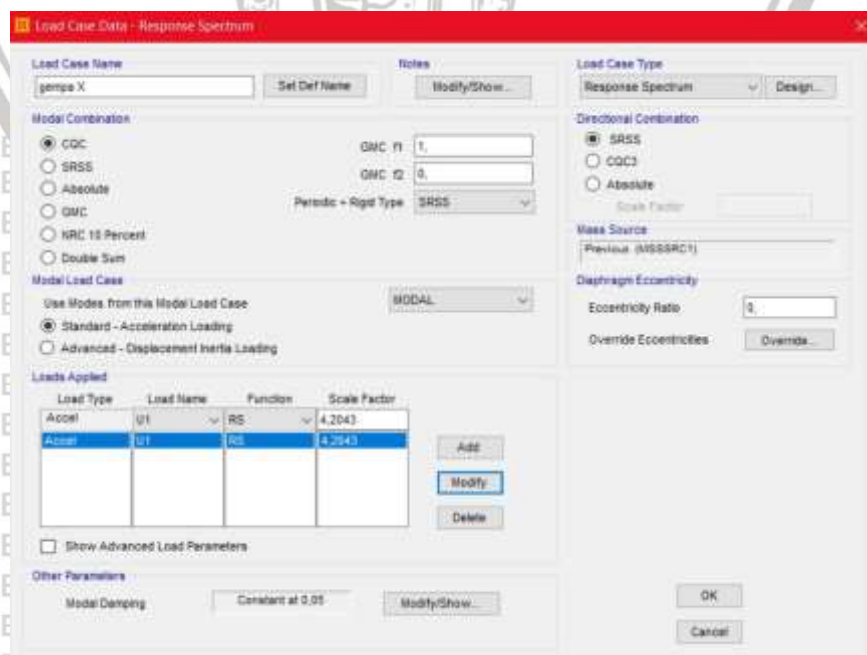 Load Case Data - Response Spectrum
Load Case Name
gempa X
Set Def Name
Notes
Modify/Show...
Load Case Type
Response Spectrum
Design...
Modal Combination
CQC
SRSS
Absolute
GMC
NRC 10 Percent
Double Sum
GMC f1 1,
GMC f2 0,
Periodic + Rigid Type SRSS
Directional Combination
SRSS
CQC3
Absolute
Scale Factor
Mass Source
Previous (MSSSRC1)
Modal Load Case
Use Modes from this Modal Load Case MODAL
Standard - Acceleration Loading
Advanced - Displacement Inertia Loading
Diaphragm Eccentricity
Eccentricity Ratio 0,
Override Eccentricities Override...
Loads Applied
Load Type Load Name Function Scale Factor
Accel U1 RS 4,2043
Accel U1 RS 4,2043
Add
Modify
Delete
Show Advanced Load Parameters
Other Parameters
Modal Damping Constant at 0,05 Modify/Show...
OK
Cancel